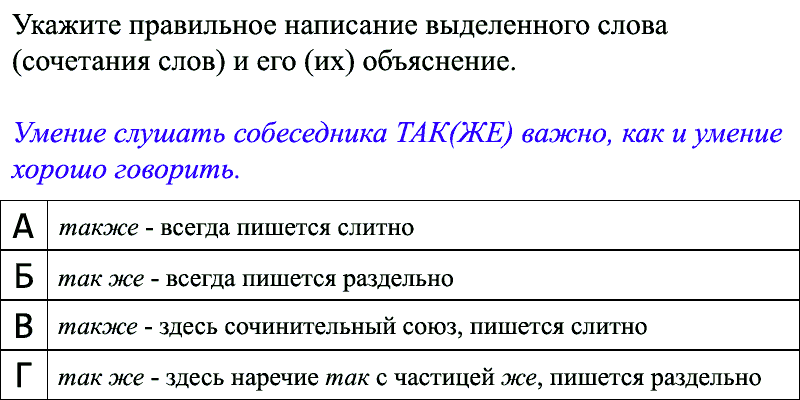 Укажите правильное написание выделенного слова
(сочетания слов) и его (их) объяснение.
Умение слушать собеседника ТАК(ЖЕ) важно, как и умение
хорошо говорить.
А также - всегда пишется слитно
Б так же - всегда пишется раздельно
В также - здесь сочинительный союз, пишется слитно
Г так же - здесь наречие так с частицей же, пишется раздельно